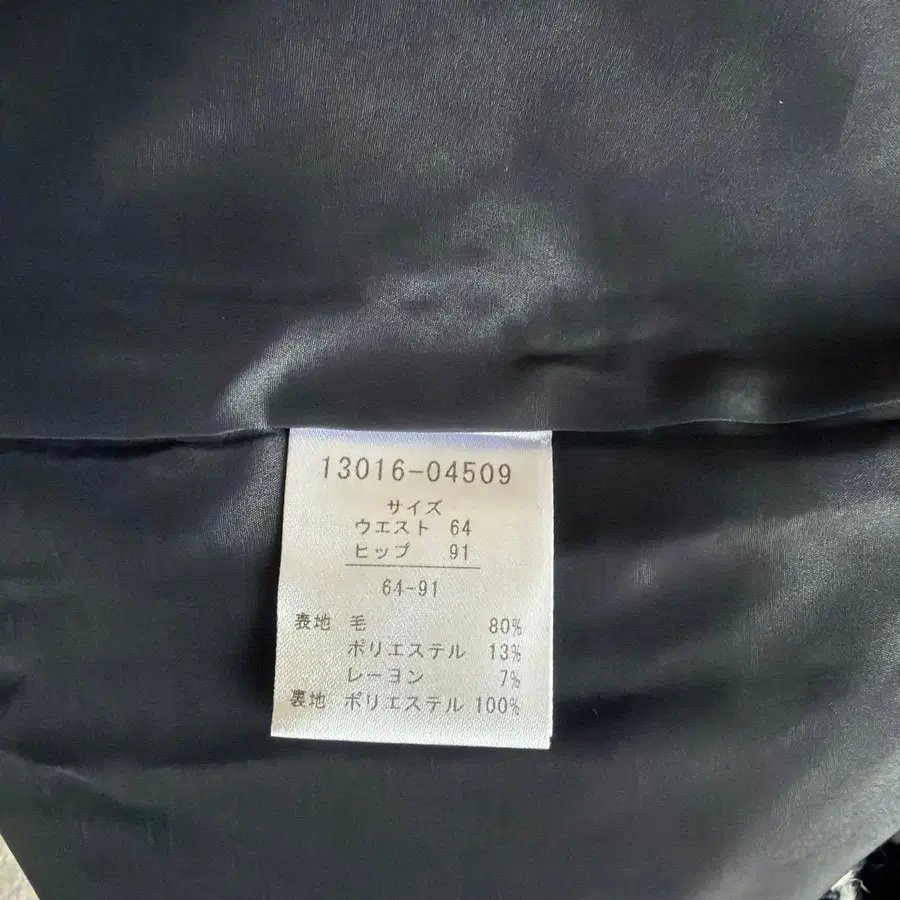 13016-04509
サイズ
ウエスト 64
ヒップ 91
64-91
表地 毛 80%
ポリエステル 13%
レーヨン 7%
裏地 ポリエステル 100%